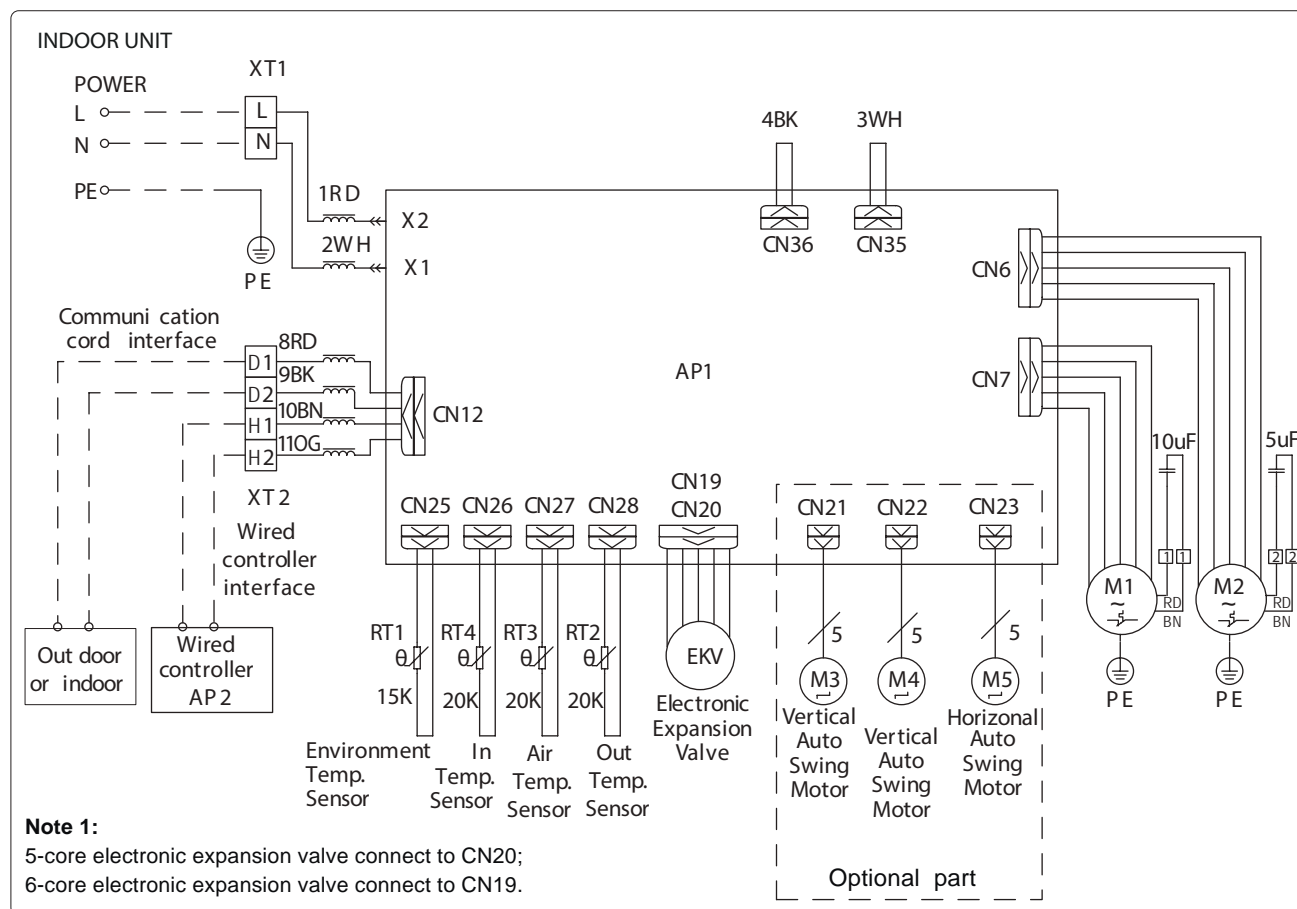 INDOOR UNIT
POWER
XT1
L
L
N
N
PE
PE
1RD
X2
2WH
X1
4BK
3WH
CN36
CN35
CN6
CN7
AP1
Communi cation
cord interface
D1
8RD
D2
9BK
H1
10BN
H2
11OG
CN12
XT2
Wired
controller
interface
Out door
or indoor
Wired
controller
AP2
CN25
CN26
CN27
CN28
CN19
CN20
CN21
CN22
CN23
RT1
θ
15K
RT4
θ
20K
RT3
θ
20K
RT2
θ
20K
Environment
Temp.
Sensor
In
Temp.
Sensor
Air
Temp.
Sensor
Out
Temp.
Sensor
EKV
Electronic
Expansion
Valve
5
5
5
M3
M4
M5
Vertical
Auto
Swing
Motor
Vertical
Auto
Swing
Motor
Horizonal
Auto
Swing
Motor
Optional part
10uF
5uF
1
1
2
2
M1
~
RD
BN
M2
~
RD
BN
PE
PE
Note 1:
5-core electronic expansion valve connect to CN20;
6-core electronic expansion valve connect to CN19.